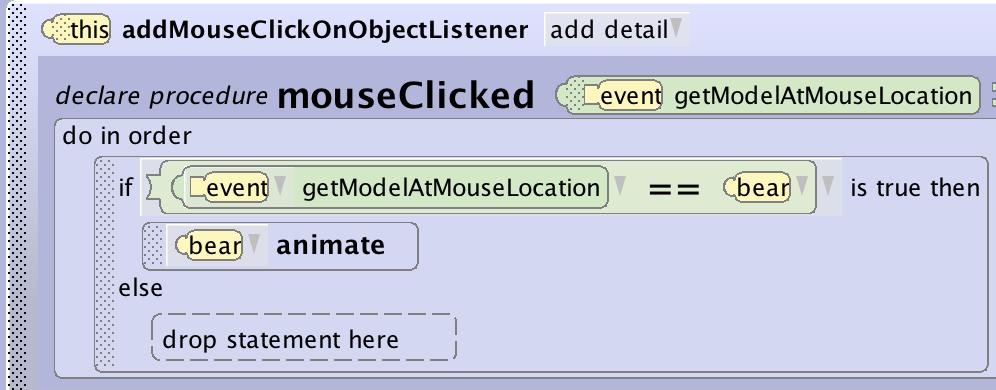 this addMouseClickOnObjectListener add detail
declare procedure mouseClicked event getModelAtMouseLocation
do in order
if event getModelAtMouseLocation == bear is true then
bear animate
else
drop statement here